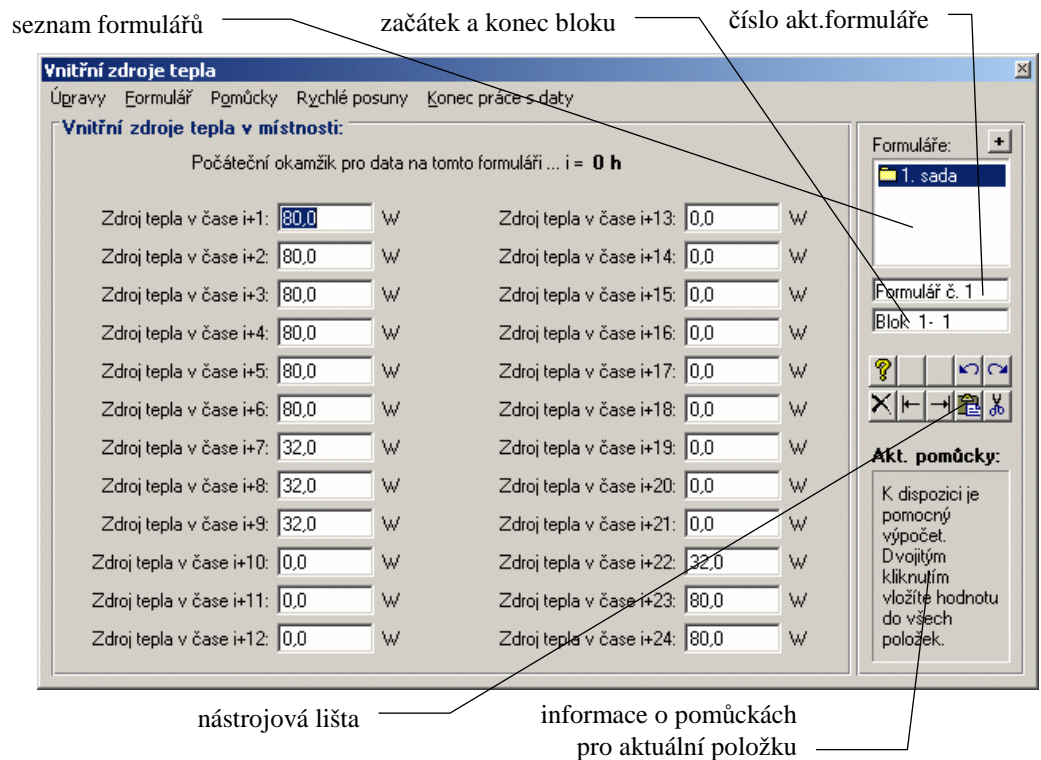 seznam formulářů
začátek a konec bloku
číslo akt.formuláře
Vnitřní zdroje tepla
Úpravy Formulář Pomůcky Rychlé posuny Konec práce s daty
Vnitřní zdroje tepla v místnosti:
Počáteční okamžik pro data na tomto formuláři ... i = 0 h
Zdroj tepla v čase i+1: 80,0 W
Zdroj tepla v čase i+2: 80,0 W
Zdroj tepla v čase i+3: 80,0 W
Zdroj tepla v čase i+4: 80,0 W
Zdroj tepla v čase i+5: 80,0 W
Zdroj tepla v čase i+6: 80,0 W
Zdroj tepla v čase i+7: 32,0 W
Zdroj tepla v čase i+8: 32,0 W
Zdroj tepla v čase i+9: 32,0 W
Zdroj tepla v čase i+10: 0,0 W
Zdroj tepla v čase i+11: 0,0 W
Zdroj tepla v čase i+12: 0,0 W
Zdroj tepla v čase i+13: 0,0 W
Zdroj tepla v čase i+14: 0,0 W
Zdroj tepla v čase i+15: 0,0 W
Zdroj tepla v čase i+16: 0,0 W
Zdroj tepla v čase i+17: 0,0 W
Zdroj tepla v čase i+18: 0,0 W
Zdroj tepla v čase i+19: 0,0 W
Zdroj tepla v čase i+20: 0,0 W
Zdroj tepla v čase i+21: 0,0 W
Zdroj tepla v čase i+22: 32,0 W
Zdroj tepla v čase i+23: 80,0 W
Zdroj tepla v čase i+24: 80,0 W
Formuláře: +
1. sada
Formulář č. 1
Blok 1- 1
Akt. pomůcky:
K dispozici je
pomocný
výpočet.
Dvojitým
kliknutím
vložíte hodnotu
do všech
položek.
nástrojová lišta
informace o pomůckách
pro aktuální položku